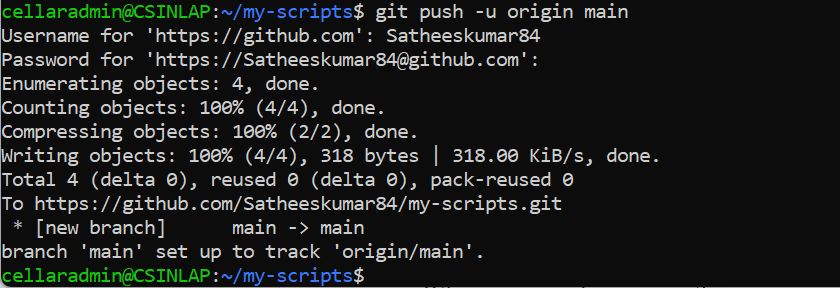 cellaradmin@CSINLAP:~/my-scripts$ git push -u origin main
Username for 'https://github.com': Satheeskumar84
Password for 'https://Satheeskumar84@github.com':
Enumerating objects: 4, done.
Counting objects: 100% (4/4), done.
Compressing objects: 100% (2/2), done.
Writing objects: 100% (4/4), 318 bytes | 318.00 KiB/s, done.
Total 4 (delta 0), reused 0 (delta 0), pack-reused 0
To https://github.com/Satheeskumar84/my-scripts.git
 * [new branch]      main -> main
branch 'main' set up to track 'origin/main'.
cellaradmin@CSINLAP:~/my-scripts$